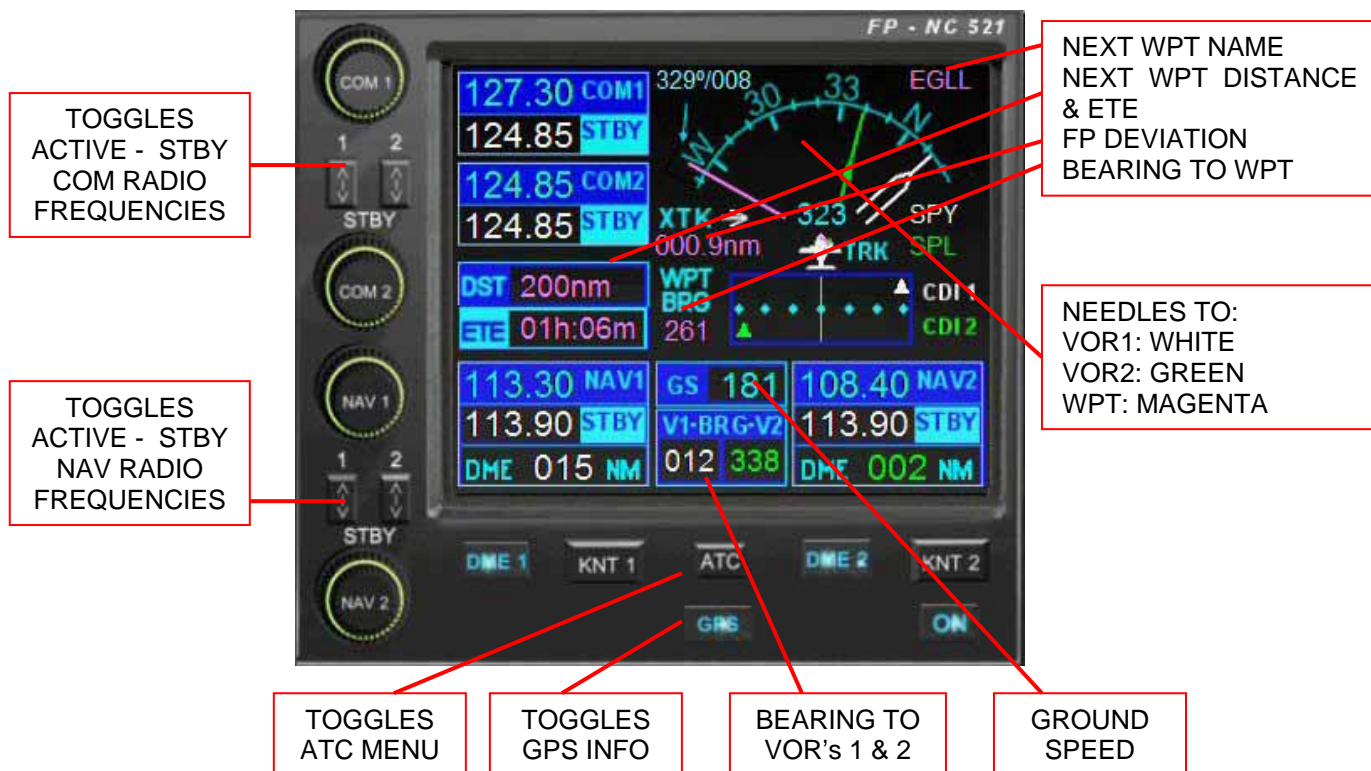 FP - NC 521
COM 1
1 2
STBY
COM 2
NAV 1
1 2
STBY
NAV 2
127.30 COM1
124.85 STBY
124.85 COM2
124.85 STBY
DST 200nm
ETE 01h:06m
329º/008
EGLL
W 30 33 N
XTK
000.9nm
323
SPY
SPL
TRK
WPT
BRG
261
CDI 1
CDI 2
113.30 NAV1
113.90 STBY
DME 015 NM
GS 181
V1-BRG-V2
012 338
108.40 NAV2
113.90 STBY
DME 002 NM
DME 1
KNT 1
ATC
DME 2
KNT 2
GPS
ON
TOGGLES
ACTIVE - STBY
COM RADIO
FREQUENCIES
TOGGLES
ACTIVE - STBY
NAV RADIO
FREQUENCIES
NEXT WPT NAME
NEXT WPT DISTANCE
& ETE
FP DEVIATION
BEARING TO WPT
NEEDLES TO:
VOR1: WHITE
VOR2: GREEN
WPT: MAGENTA
TOGGLES
ATC MENU
TOGGLES
GPS INFO
BEARING TO
VOR's 1 & 2
GROUND
SPEED